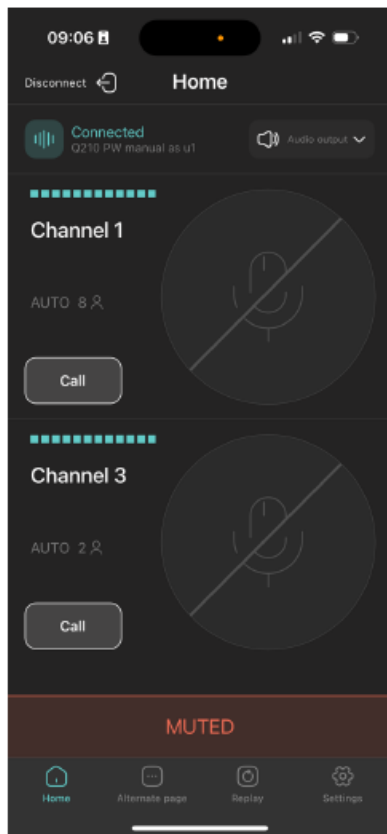 09:06
Disconnect
Home
Connected
Q210 PW manual as u1
Audio output
Channel 1
AUTO 8
Call
Channel 3
AUTO 2
Call
MUTED
Home
Alternate page
Replay
Settings